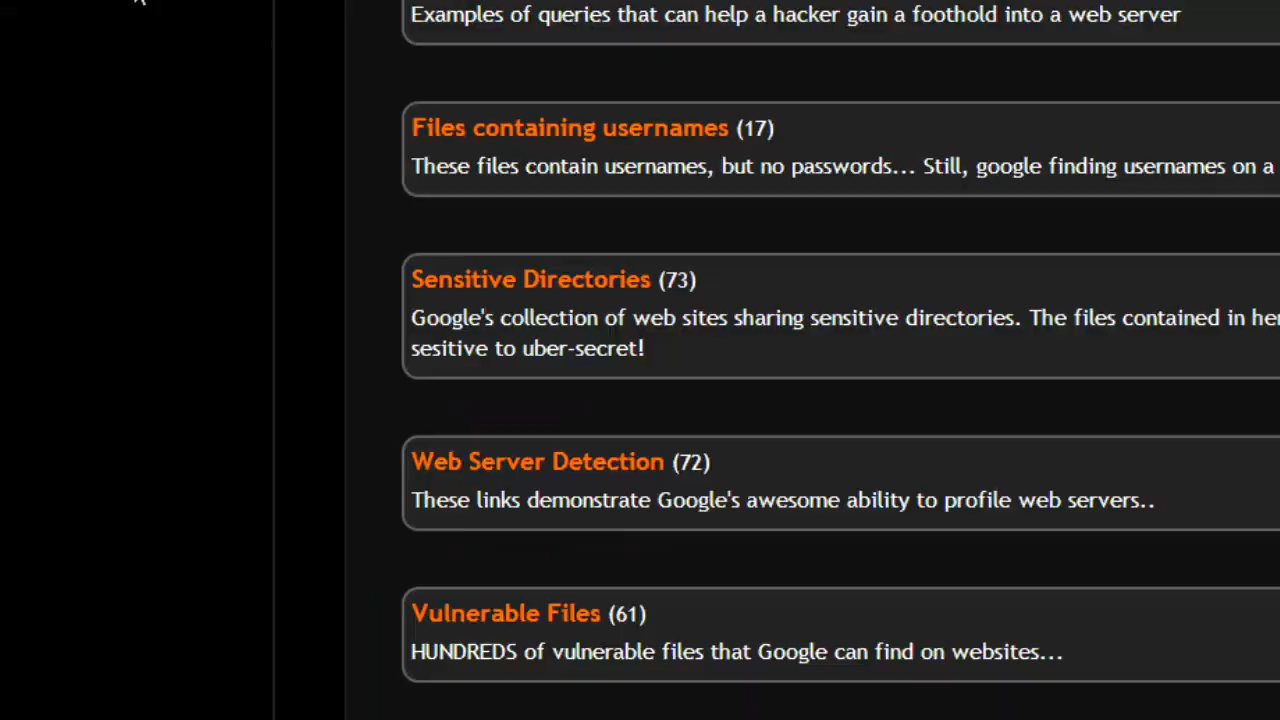 Examples of queries that can help a hacker gain a foothold into a web server
Files containing usernames (17)
These files contain usernames, but no passwords... Still, google finding usernames on a
Sensitive Directories (73)
Google's collection of web sites sharing sensitive directories. The files contained in
sesitive to uber-secret!
Web Server Detection (72)
These links demonstrate Google's awesome ability to profile web servers..
Vulnerable Files (61)
HUNDREDS of vulnerable files that Google can find on websites...